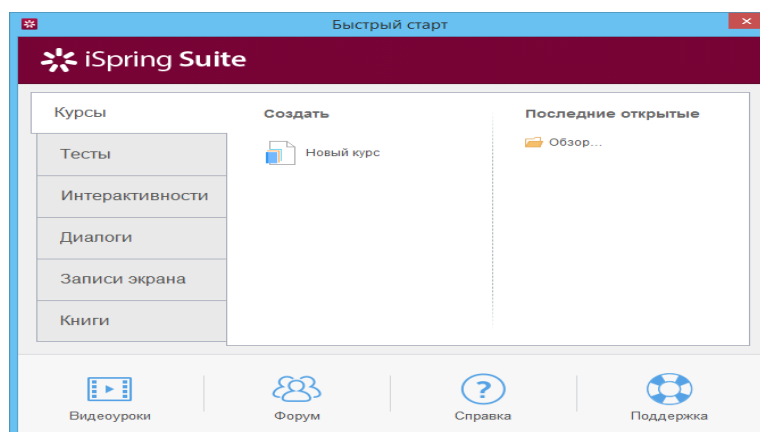 Быстрый старт
iSpring Suite
Курсы
Тесты
Интерактивности
Диалоги
Записи экрана
Книги
Создать
Новый курс
Последние открытые
Обзор...
Видеоуроки
Форум
Справка
Поддержка